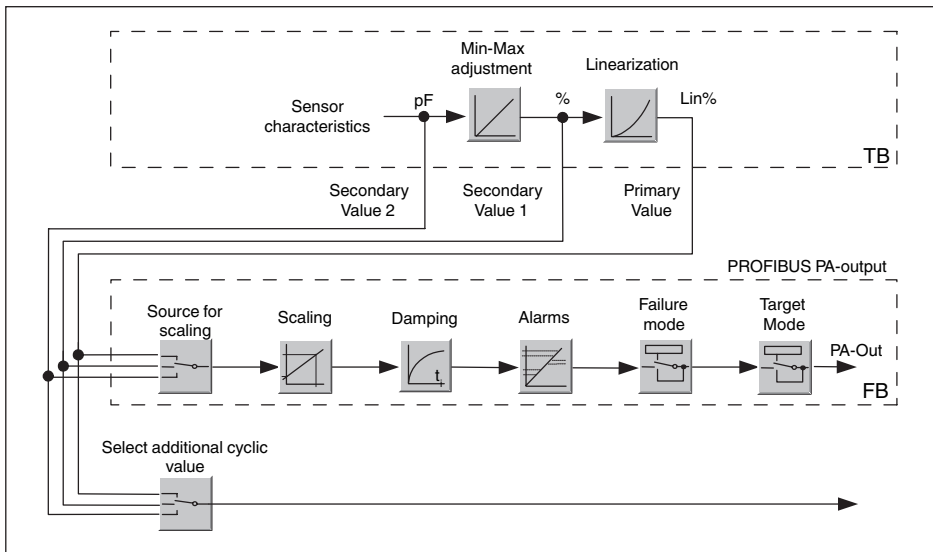 Min-Max
adjustment
Linearization
Sensor
characteristics
pF
%
Lin%
TB
Secondary
Value 2
Secondary
Value 1
Primary
Value
PROFIBUS PA-output
Source for
scaling
Scaling
Damping
Alarms
Failure
mode
Target
Mode
t
PA-Out
FB
Select additional cyclic
value